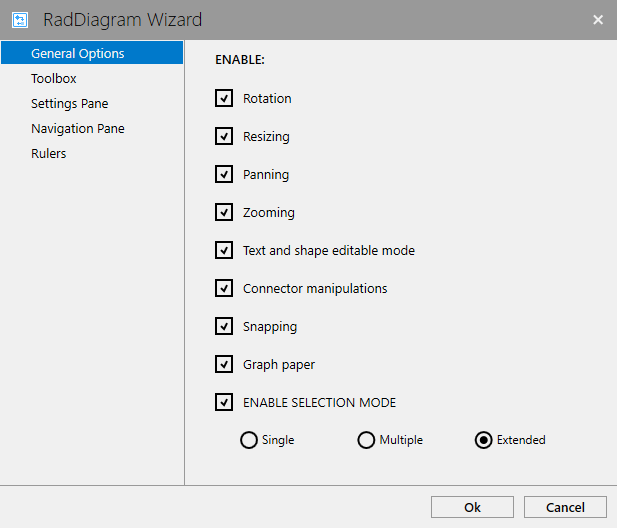 RadDiagram Wizard
General Options
Toolbox
Settings Pane
Navigation Pane
Rulers
ENABLE:
Rotation
Resizing
Panning
Zooming
Text and shape editable mode
Connector manipulations
Snapping
Graph paper
ENABLE SELECTION MODE
Single Multiple Extended
Ok Cancel